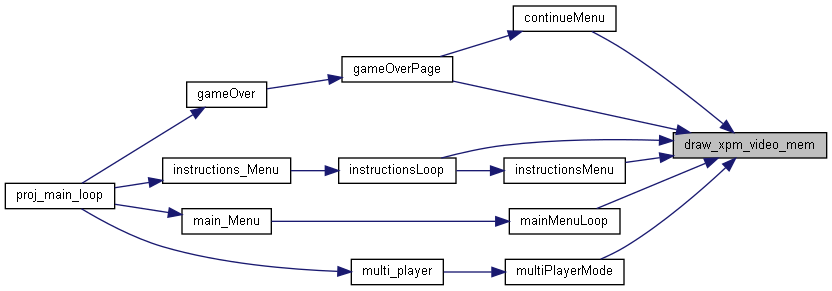 continueMenu
gameOverPage
gameOver
draw_xpm_video_mem
instructions_Menu
instructionsLoop
instructionsMenu
proj_main_loop
main_Menu
mainMenuLoop
multi_player
multiPlayerMode